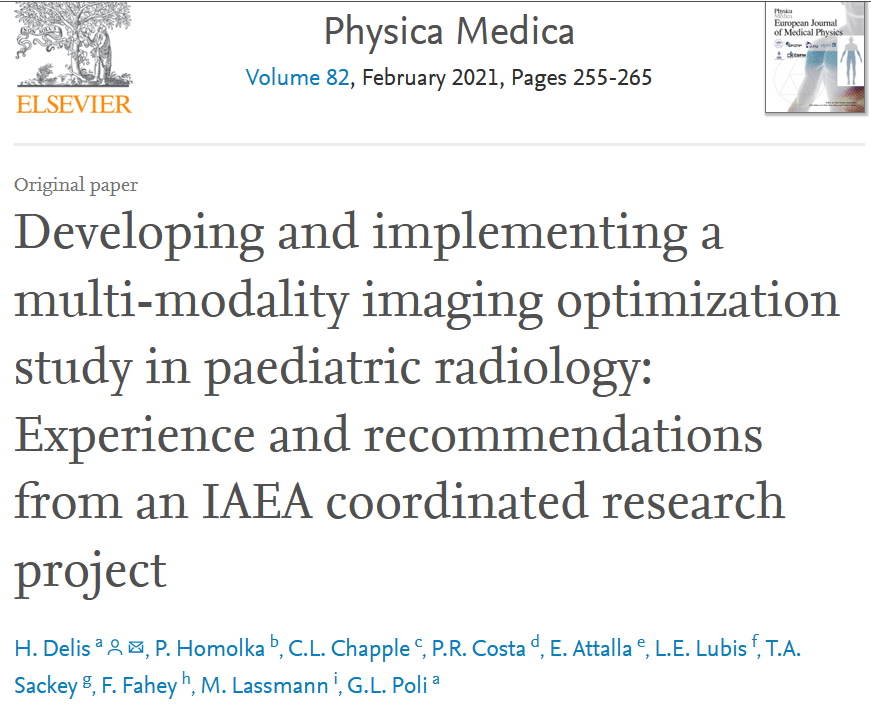 Physica Medica
Volume 82, February 2021, Pages 255-265
ELSEVIER
Physica
Medica
European Journal
of Medical Physics
Original paper
Developing and implementing a
multi-modality imaging optimization
study in paediatric radiology:
Experience and recommendations
from an IAEA coordinated research
project
H. Delis a, P. Homolka b, C.L. Chapple c, P.R. Costa d, E. Attalla e, L.E. Lubis f, T.A.
Sackey g, F. Fahey h, M. Lassmann i, G.L. Poli a